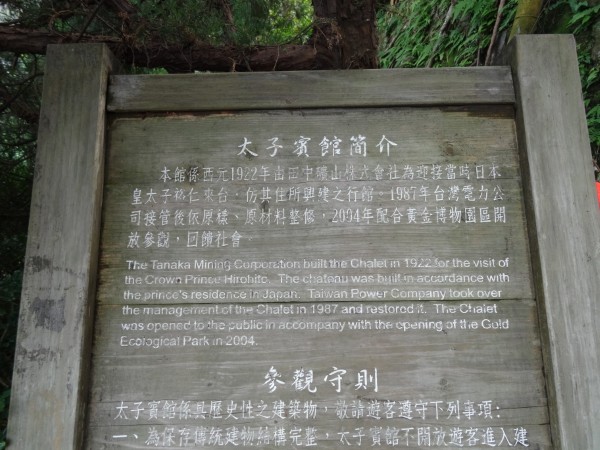 太子賓館簡介
本館係西元1922年由田中礦山株式會社為迎接當時日本
皇太子裕仁來台，仿其住所興建之行館。1987年台灣電力公
司接管後依原樣、原材料整修，2094年配合黃金博物園區開
放參觀，回饋社會
The Tanaka Mining Corporation built the Chalet in 1922 for the visit of
the Crown Prince Hirohito. The chateau was built in accordance with
the prince's residence in Japan. Taiwan Power Company took over
the management of the Chalet in 1987 and restored it. The Chalet
was opened to the public in accompany with the opening of the Gold
Ecological Park in 2004.
參觀守則
太子賓館係具歷史性之建築物，敬請遊客遵守下列事項：
一、為保存傳統建物結構完整，太子賓館不開放遊客進入建